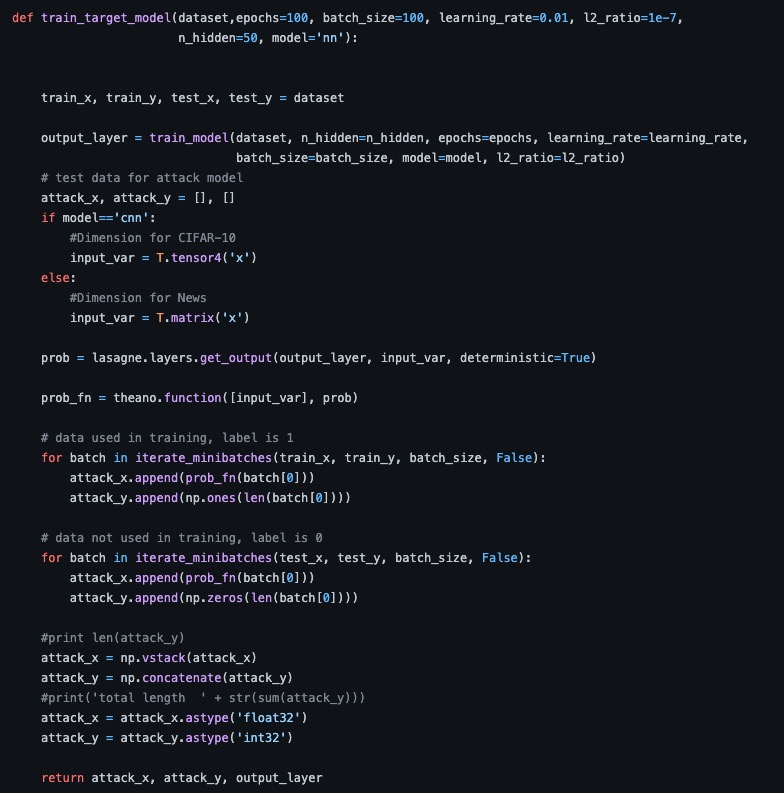 def train_target_model(dataset,epochs=100, batch_size=100, learning_rate=0.01, l2_ratio=1e-7,
                       n_hidden=50, model='nn'):


    train_x, train_y, test_x, test_y = dataset

    output_layer = train_model(dataset, n_hidden=n_hidden, epochs=epochs, learning_rate=learning_rate,
                               batch_size=batch_size, model=model, l2_ratio=l2_ratio)
    # test data for attack model
    attack_x, attack_y = [], []
    if model=='cnn':
        #Dimension for CIFAR-10
        input_var = T.tensor4('x')
    else:
        #Dimension for News
        input_var = T.matrix('x')

    prob = lasagne.layers.get_output(output_layer, input_var, deterministic=True)

    prob_fn = theano.function([input_var], prob)

    # data used in training, label is 1
    for batch in iterate_minibatches(train_x, train_y, batch_size, False):
        attack_x.append(prob_fn(batch[0]))
        attack_y.append(np.ones(len(batch[0])))

    # data not used in training, label is 0
    for batch in iterate_minibatches(test_x, test_y, batch_size, False):
        attack_x.append(prob_fn(batch[0]))
        attack_y.append(np.zeros(len(batch[0])))

    #print len(attack_y)
    attack_x = np.vstack(attack_x)
    attack_y = np.concatenate(attack_y)
    #print('total length  ' + str(sum(attack_y)))
    attack_x = attack_x.astype('float32')
    attack_y = attack_y.astype('int32')

    return attack_x, attack_y, output_layer